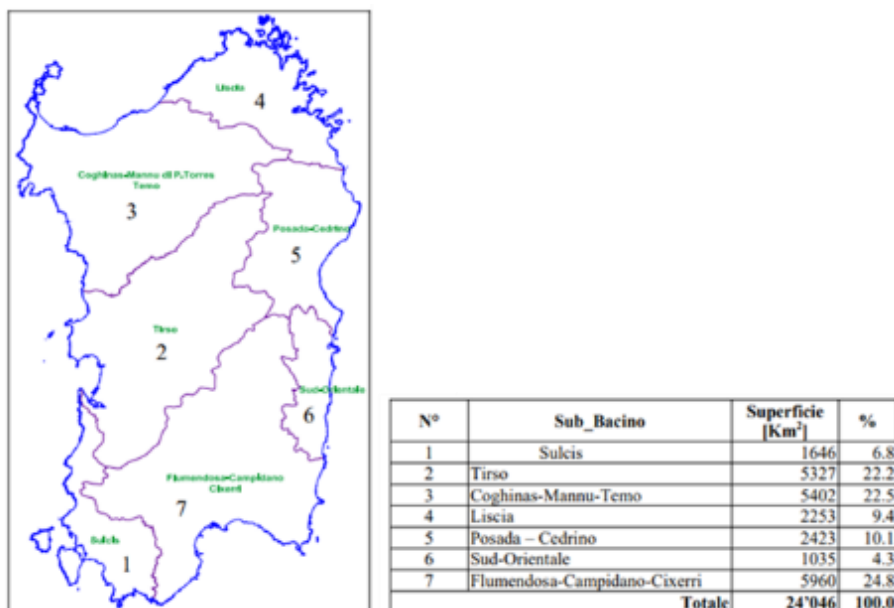 Liscia
4
Coghinas-Mannu di P.Torres
Temo
3
Posada-Cedrino
5
Tirso
2
Sud-Orientale
6
Flumendosa-Campidano
Cixerri
7
Sulcis
1
N° Sub_Bacino Superficie [Km²] %
1 Sulcis 1646 6.8
2 Tirso 5327 22.2
3 Coghinas-Mannu-Temo 5402 22.5
4 Liscia 2253 9.4
5 Posada – Cedrino 2423 10.1
6 Sud-Orientale 1035 4.3
7 Flumendosa-Campidano-Cixerri 5960 24.8
Totale 24'046 100.0